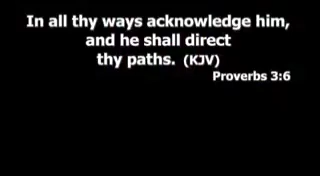 In all thy ways acknowledge him,
and he shall direct
thy paths. (KJV)
Proverbs 3:6